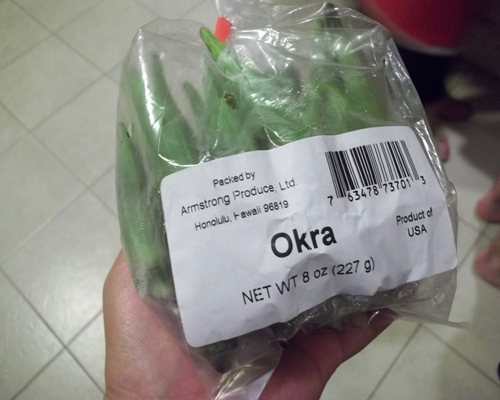 Packed by
Armstrong Produce, Ltd.
Honolulu, Hawaii 96819
7 63478 73701 3
Okra
Product of
USA
NET WT 8 oz (227 g)